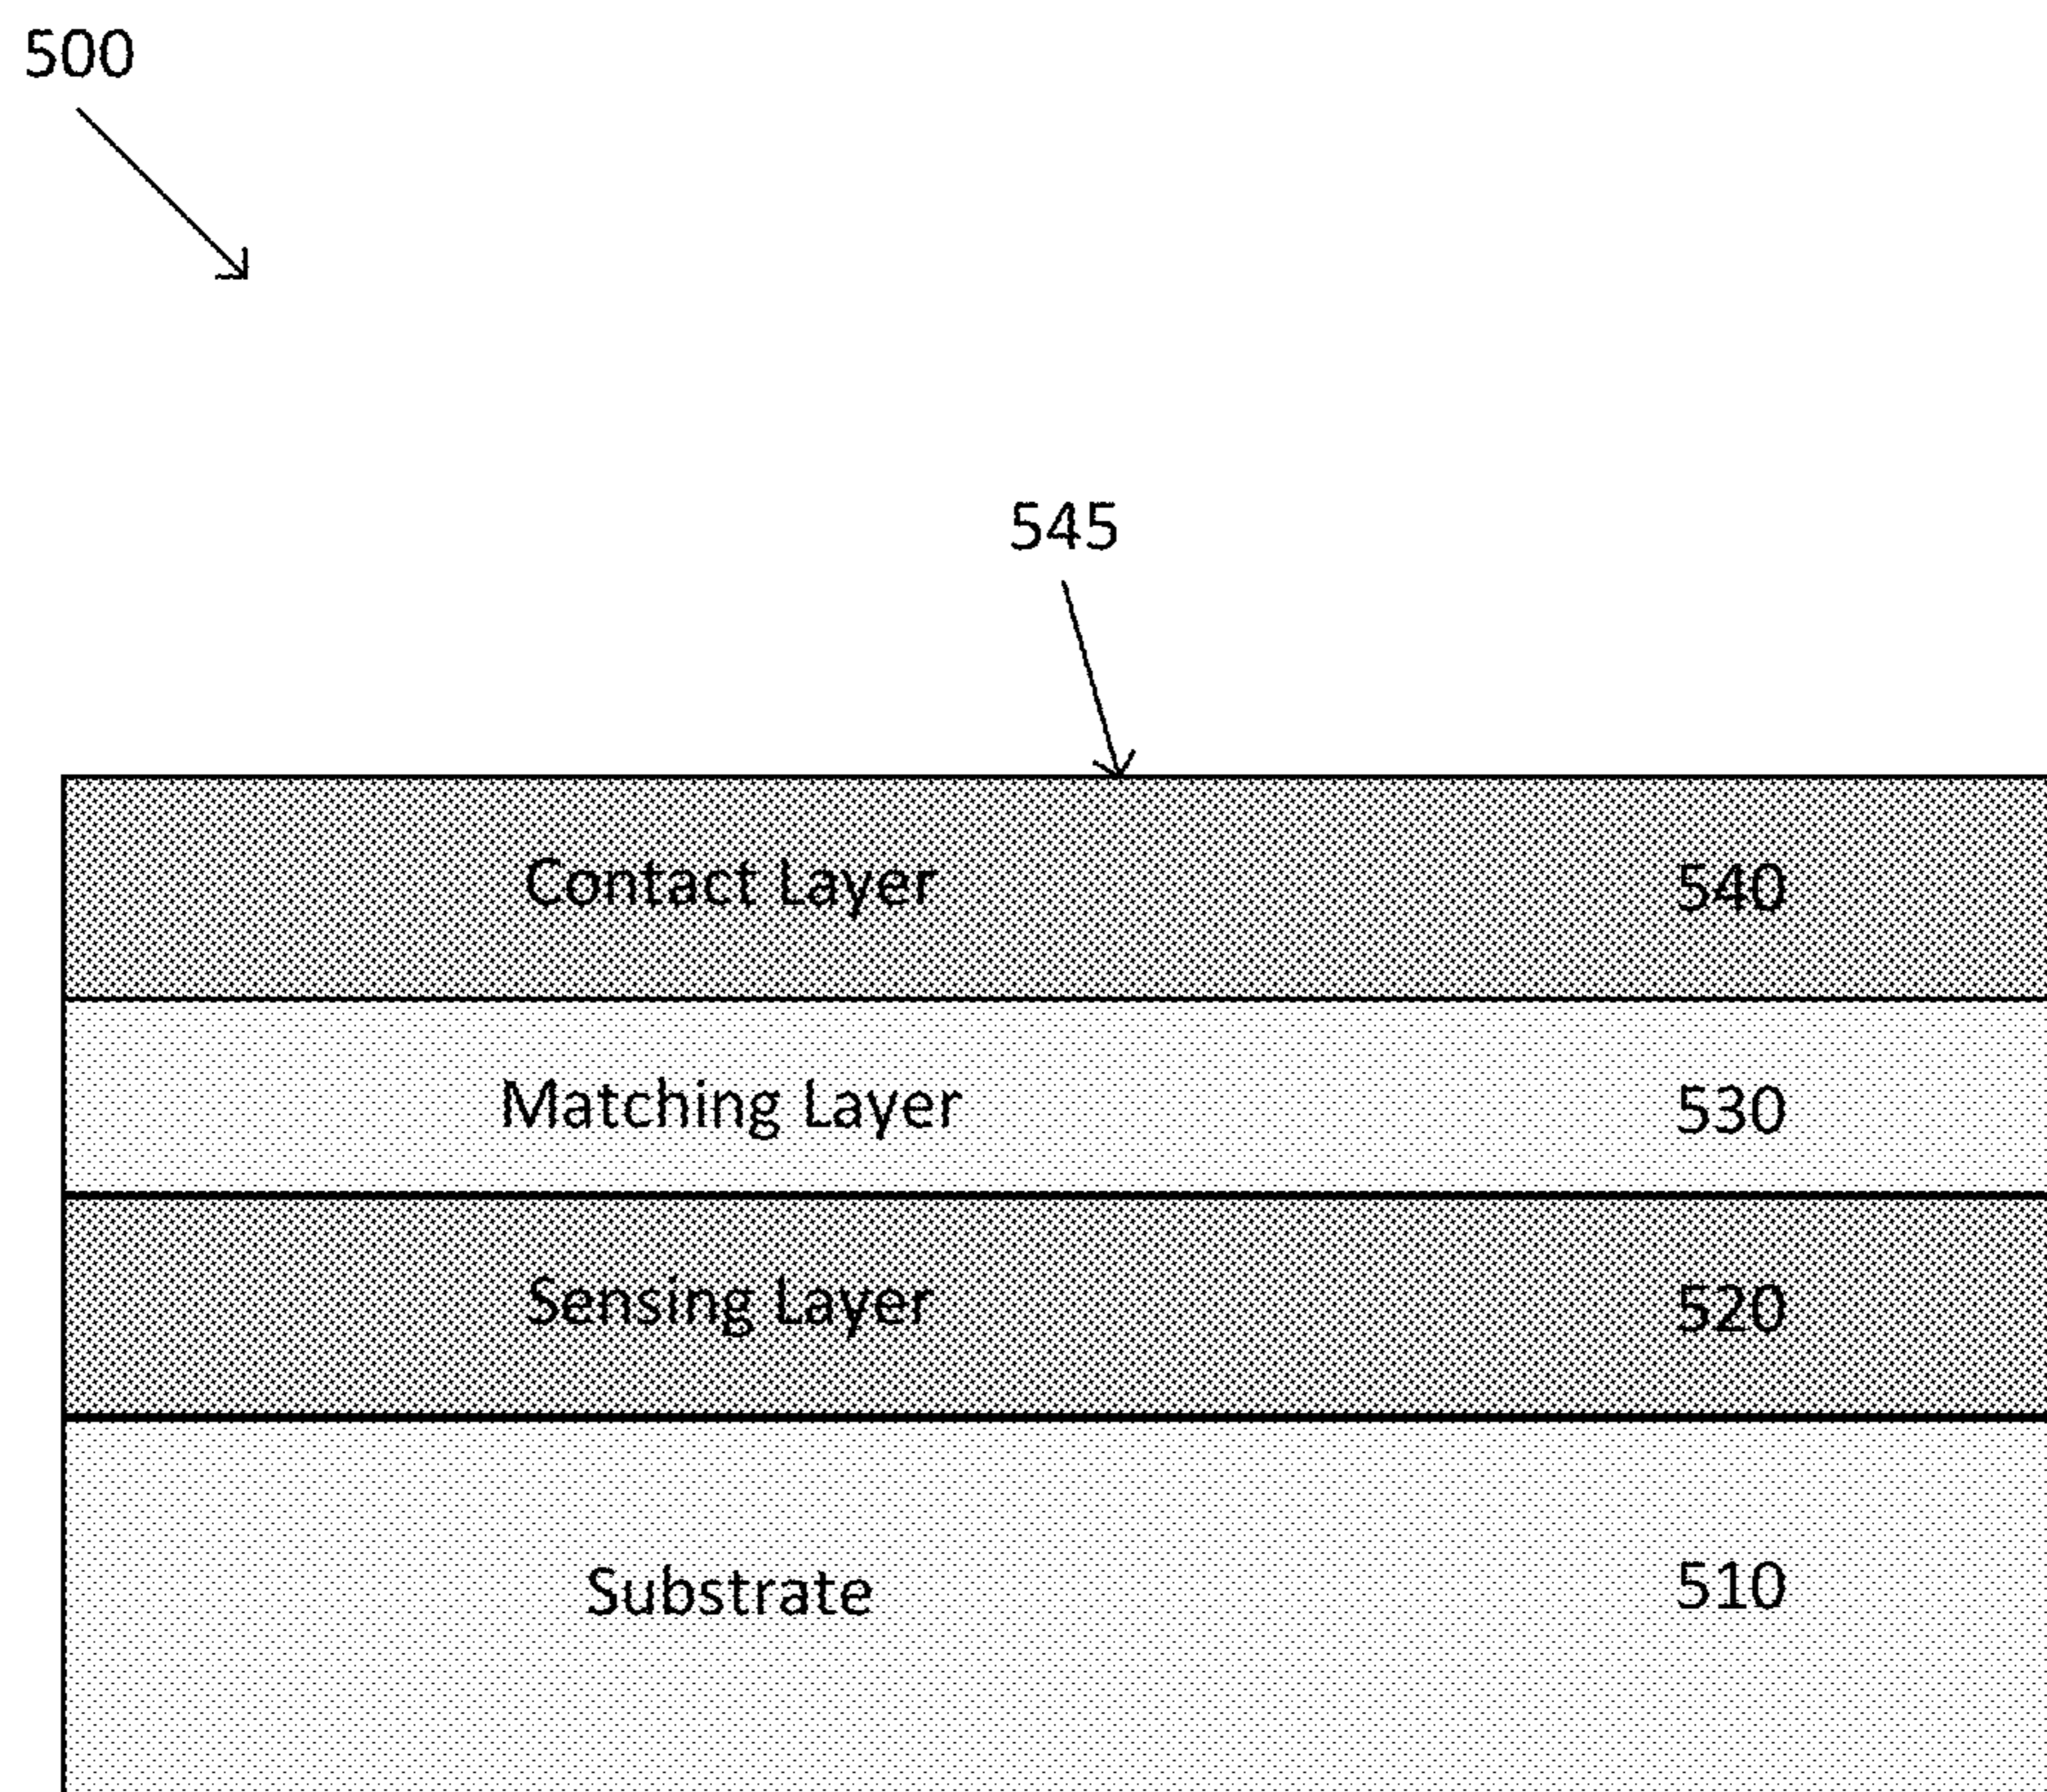 500
545
Contact Layer 540
Matching Layer 530
Sensing Layer 520
Substrate 510